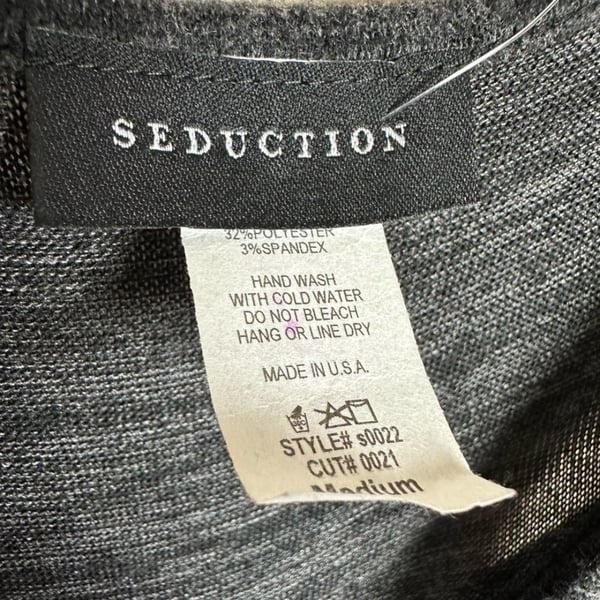 SEDUCTION
32%POLYESTER
3%SPANDEX
HAND WASH
WITH COLD WATER
DO NOT BLEACH
HANG OR LINE DRY
MADE IN U.S.A.
STYLE# s0022
CUT# 0021
Medium